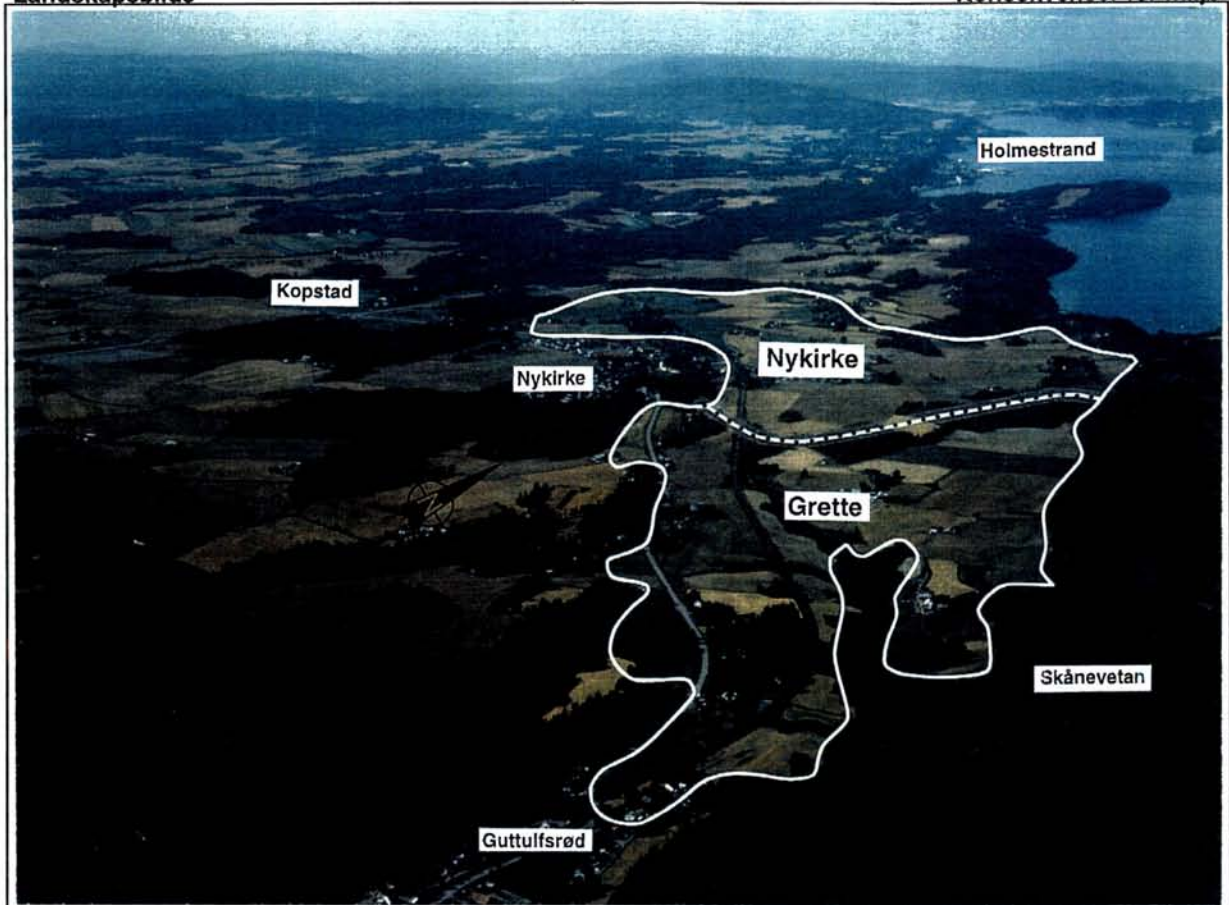 Holmestrand
Kopstad
Nykirke
Nykirke
Grette
Skånevetan
Guttulfsrød